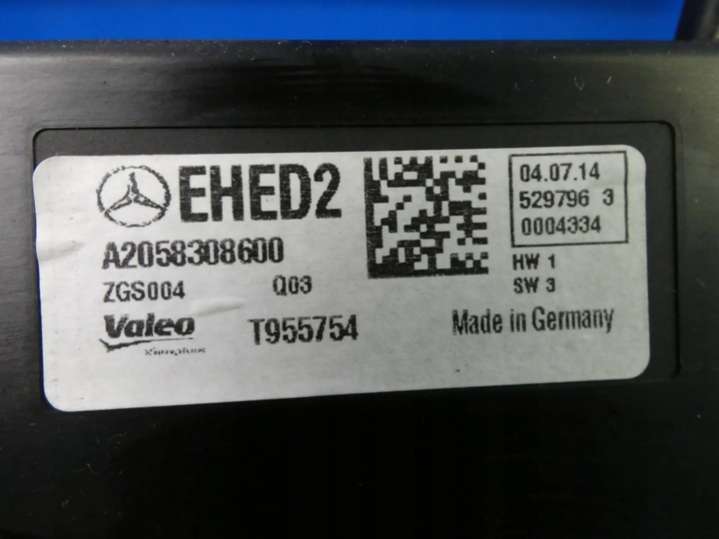 EHED2
A2058308600
ZGS004 Q03
Valeo T955754
04.07.14
529796 3
0004334
HW 1
SW 3
Made in Germany